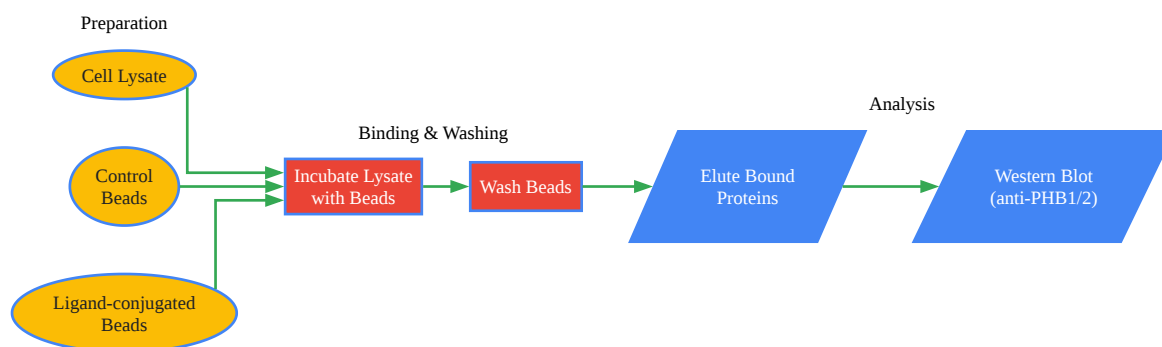 Preparation
Cell Lysate
Control
Beads
Ligand-conjugated
Beads
Binding & Washing
Incubate Lysate
with Beads
Wash Beads
Analysis
Elute Bound
Proteins
Western Blot
(anti-PHB1/2)